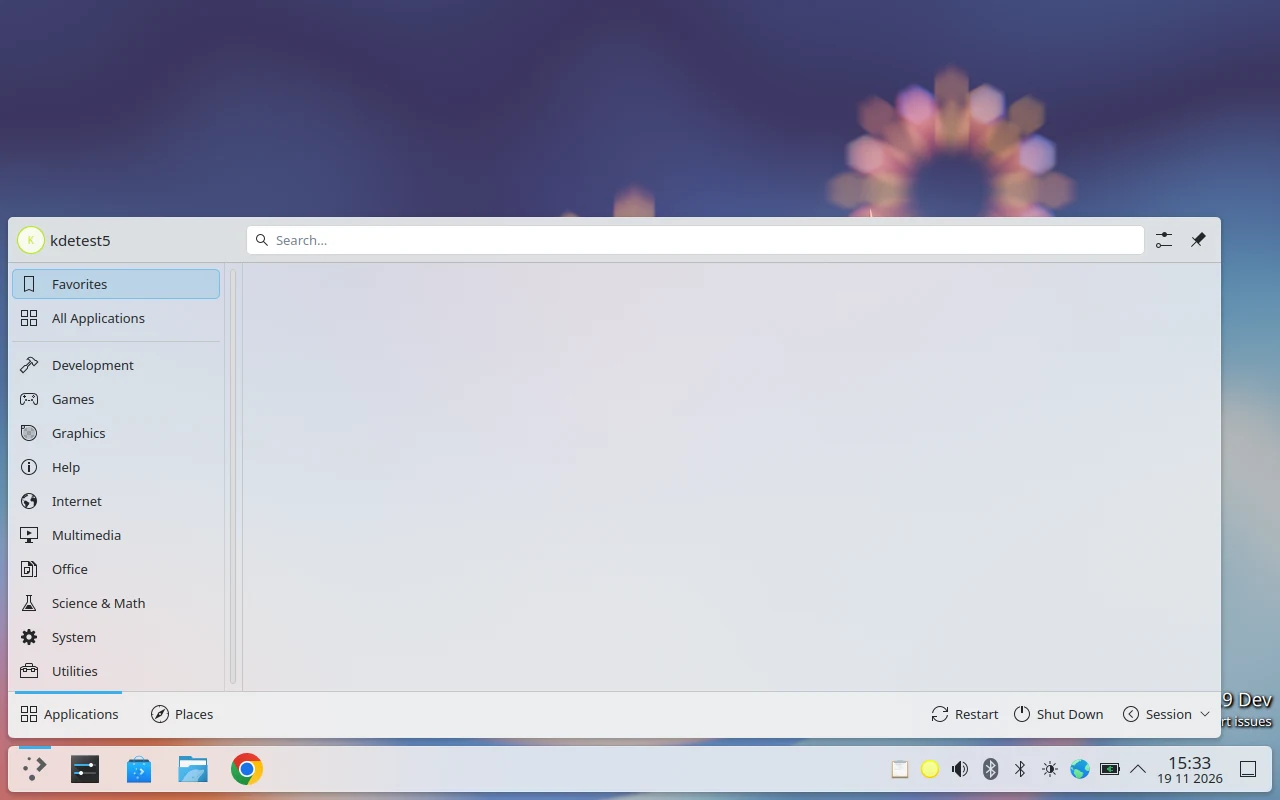 kdetest5
Search...
Favorites
All Applications
Development
Games
Graphics
Help
Internet
Multimedia
Office
Science & Math
System
Utilities
9 Dev
rt issues
Applications
Places
Restart
Shut Down
Session
15:33
19 11 2026